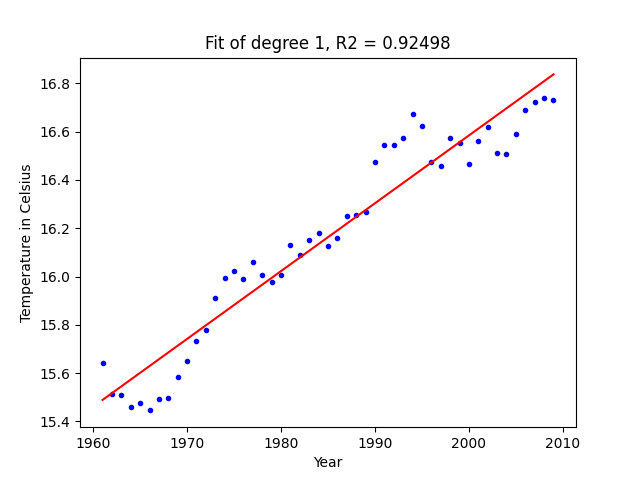 Fit of degree 1, R2 = 0.92498
16.8
16.6
16.4
16.2
16.0
15.8
15.6
15.4
Temperature in Celsius
1960 1970 1980 1990 2000 2010
Year